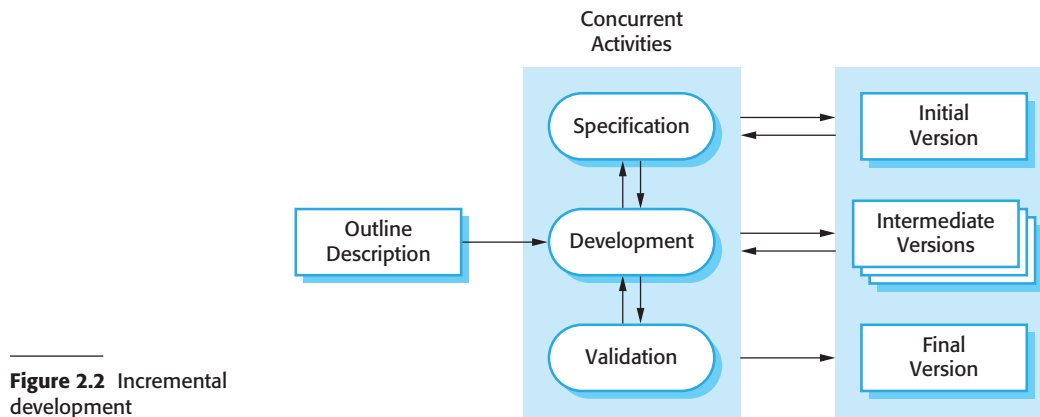 Concurrent
Activities
Specification
Initial
Version
Outline
Description
Development
Intermediate
Versions
Validation
Final
Version
Figure 2.2 Incremental
development